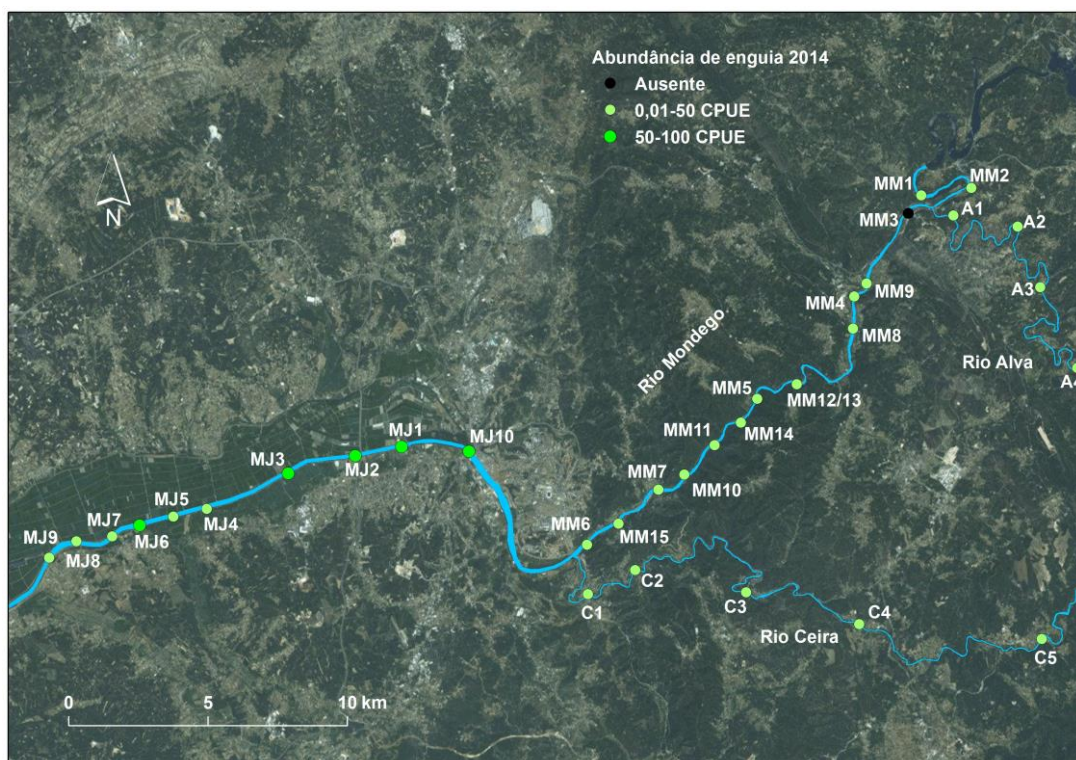 Abundância de enguia 2014
Ausente
0,01-50 CPUE
50-100 CPUE
N
MM1
MM2
MM3
A1
A2
A3
MM4
MM9
MM8
Rio Mondego
Rio Alva
A4
MM5
MM12/13
MM11
MM14
MJ1
MJ10
MJ2
MJ3
MM7
MM10
MJ5
MJ4
MJ7
MJ6
MJ9
MJ8
MM6
MM15
C2
C1
C3
C4
Rio Ceira
C5
0 5 10 km